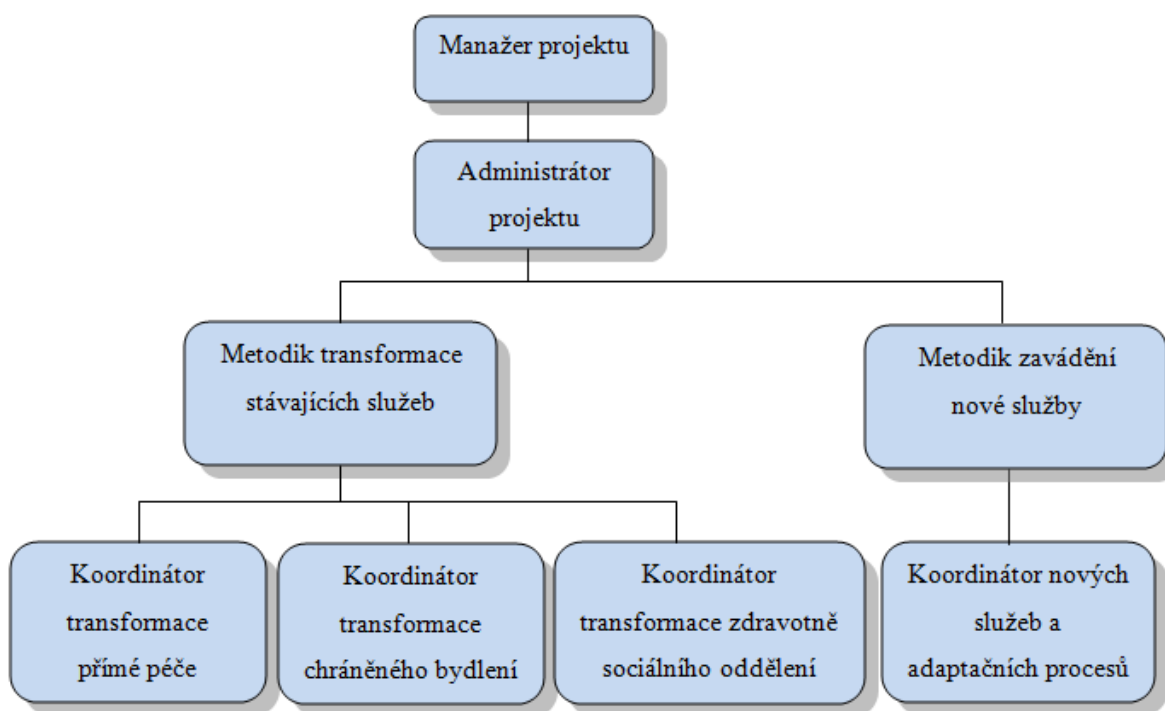 Manažer projektu
Administrátor
projektu
Metodik transformace
stávajících služeb
Metodik zavádění
nové služby
Koordinátor
transformace
přímé péče
Koordinátor
transformace
chráněného bydlení
Koordinátor
transformace zdravotně
sociálního oddělení
Koordinátor nových
služeb a
adaptačních procesů